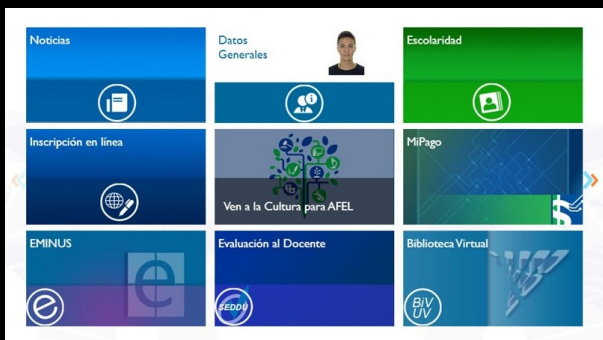 Noticias
Datos
Generales
Escolaridad
Inscripción en línea
Ven a la Cultura para AFEL
MiPago
EMINUS
e
e
Evaluación al Docente
SEDDU
Biblioteca Virtual
BiV
UV